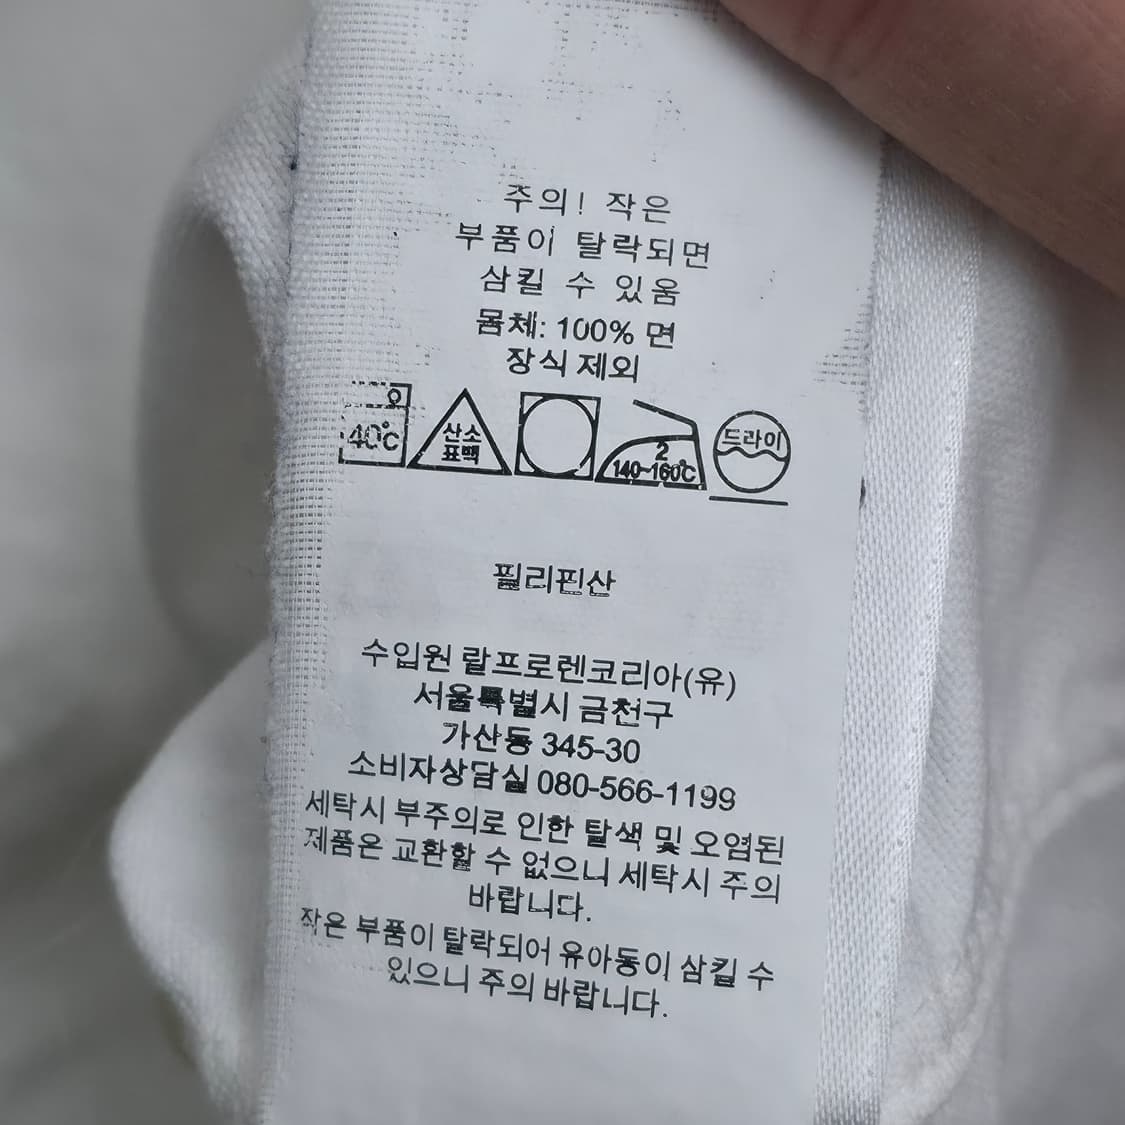 주의! 작은
부품이 탈락되면
삼킬 수 있움
몸체: 100% 면
장식 제외
40℃
산소
표백
2
140~160℃
드라이
필리핀산
수입원 랄프로렌코리아(유)
서울특별시 금천구
가산동 345-30
소비자상담실 080-566-1199
세탁시 부주의로 인한 탈색 및 오염된
제품은 교환할 수 없으니 세탁시 주의
바랍니다.
작은 부품이 탈락되어 유아동이 삼킬 수
있으니 주의 바랍니다.